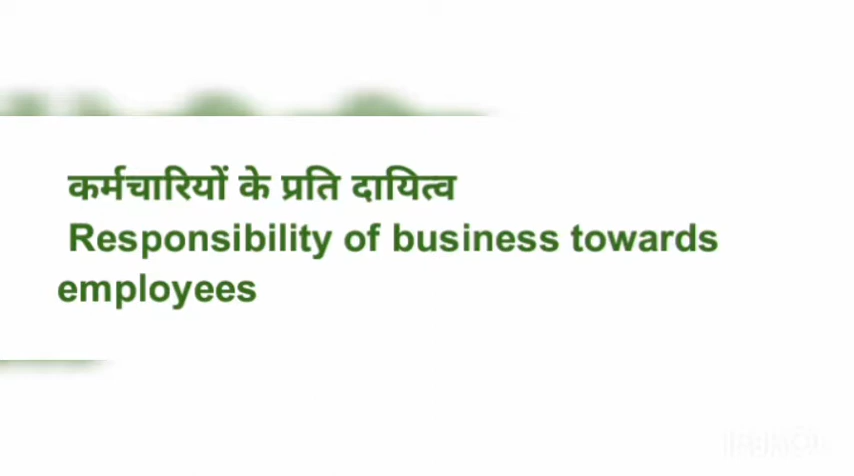 कर्मचारियों के प्रति दायित्व
Responsibility of business towards
employees